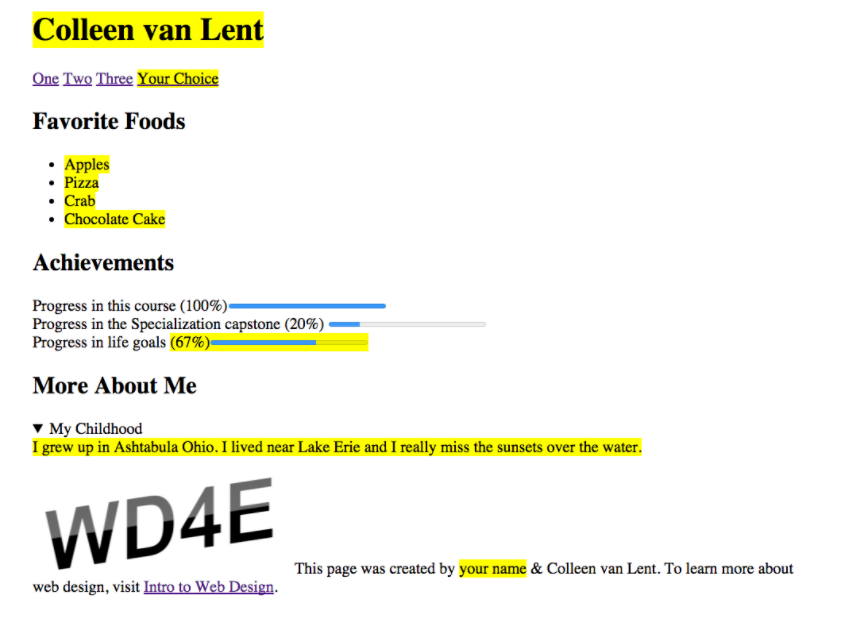 Colleen van Lent
One Two Three Your Choice
Favorite Foods
• Apples
• Pizza
• Crab
• Chocolate Cake
Achievements
Progress in this course (100%)
Progress in the Specialization capstone (20%)
Progress in life goals (67%)
More About Me
▼ My Childhood
I grew up in Ashtabula Ohio. I lived near Lake Erie and I really miss the sunsets over the water.
WD4E
This page was created by your name & Colleen van Lent. To learn more about
web design, visit Intro to Web Design.